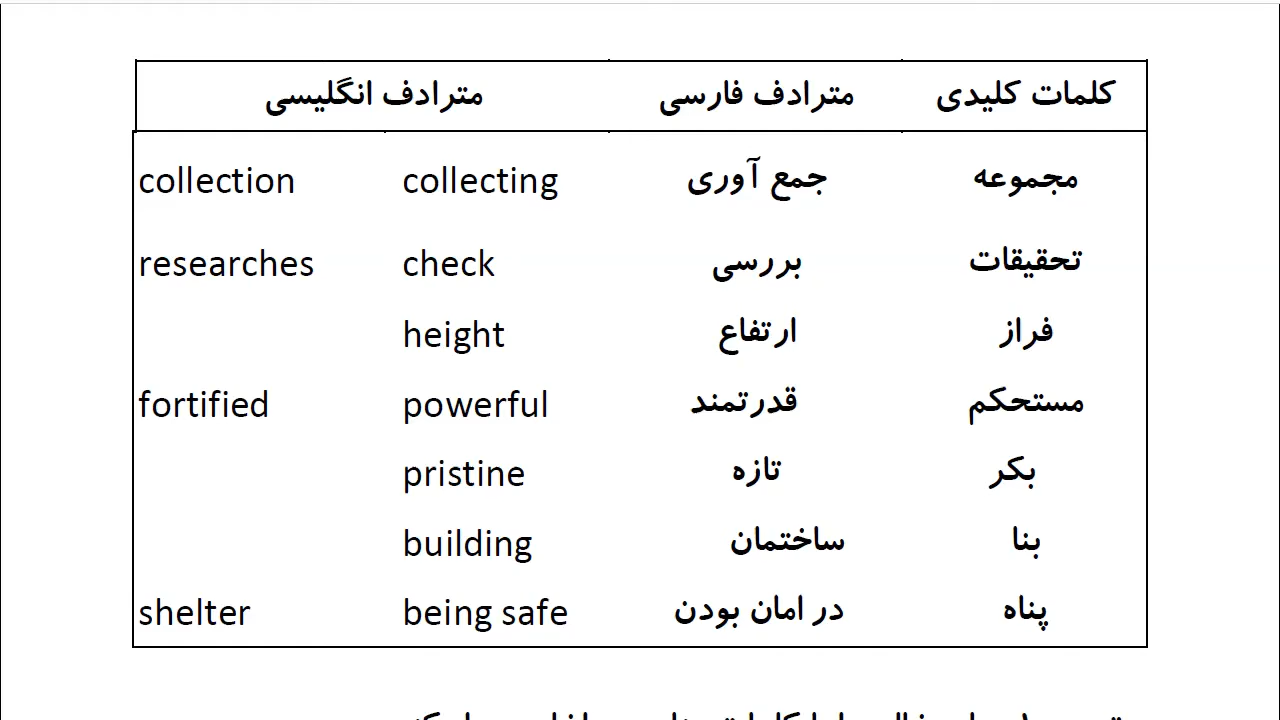 کلمات کلیدی مترادف فارسی مترادف انگلیسی
مجموعه جمع آوری collecting collection
تحقیقات بررسی check researches
فراز ارتفاع height
مستحکم قدرتمند powerful fortified
بکر تازه pristine
بنا ساختمان building
پناه در امان بودن being safe shelter